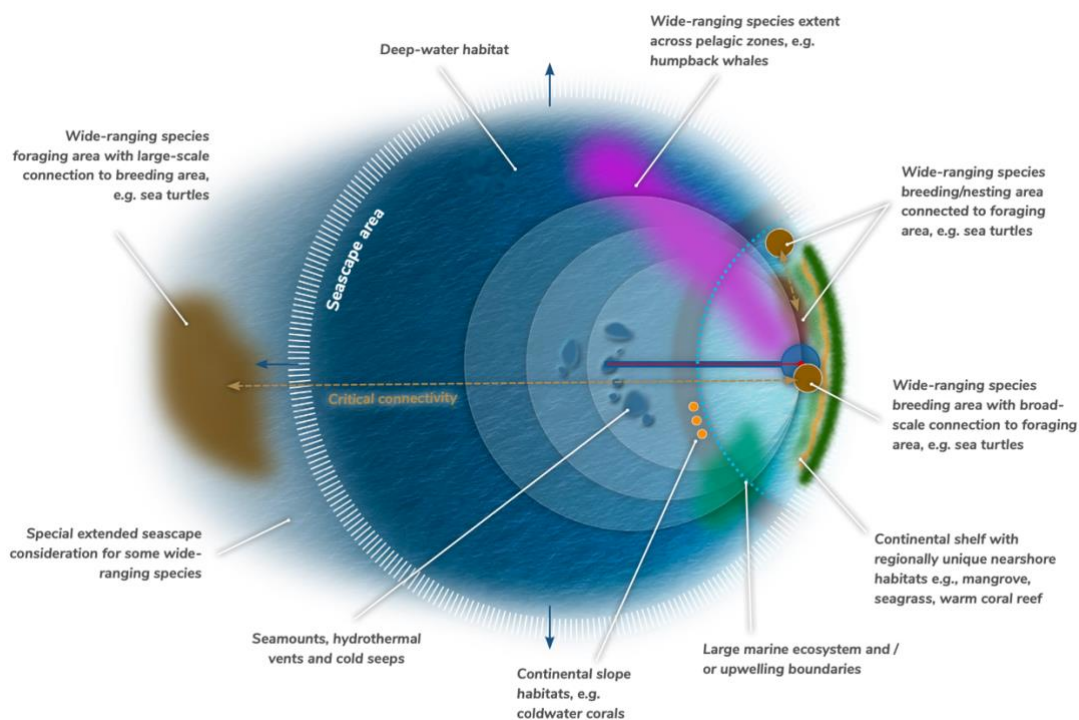 Wide-ranging species extent
across pelagic zones, e.g.
humpback whales
Deep-water habitat
Wide-ranging species
foraging area with large-scale
connection to breeding area,
e.g. sea turtles
Wide-ranging species
breeding/nesting area
connected to foraging
area, e.g. sea turtles
Seascape area
Critical connectivity
Wide-ranging species
breeding area with broad-
scale connection to foraging
area, e.g. sea turtles
Special extended seascape
consideration for some wide-
ranging species
Continental shelf with
regionally unique nearshore
habitats e.g., mangrove,
seagrass, warm coral reef
Seamounts, hydrothermal
vents and cold seeps
Large marine ecosystem and /
or upwelling boundaries
Continental slope
habitats, e.g.
coldwater corals